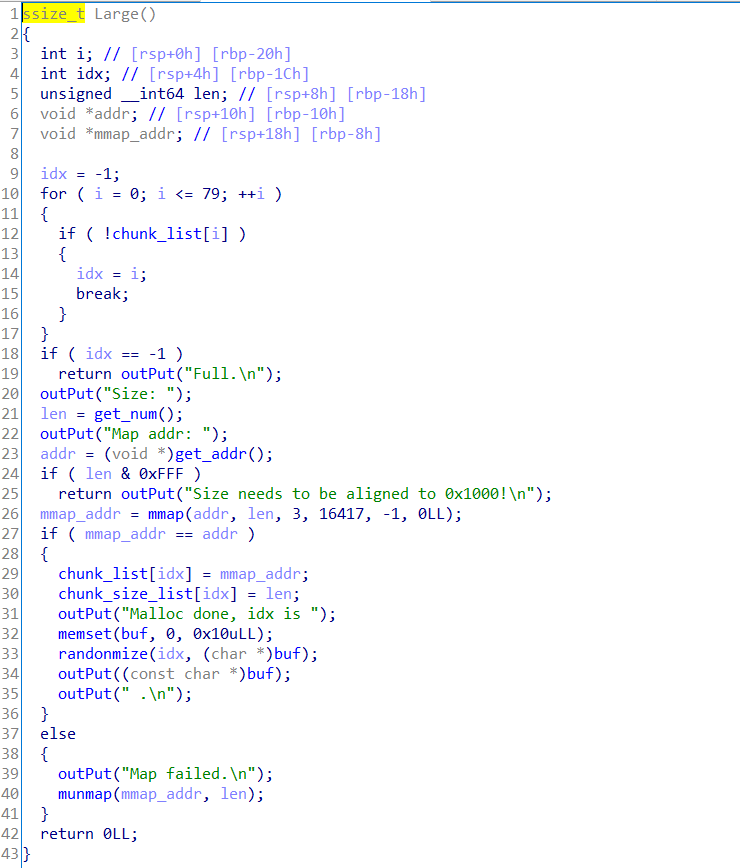 1 ssize_t Large()
2 {
3   int i; // [rsp+0h] [rbp-20h]
4   int idx; // [rsp+4h] [rbp-1Ch]
5   unsigned __int64 len; // [rsp+8h] [rbp-18h]
6   void *addr; // [rsp+10h] [rbp-10h]
7   void *mmap_addr; // [rsp+18h] [rbp-8h]
8
9   idx = -1;
10   for ( i = 0; i <= 79; ++i )
11   {
12     if ( !chunk_list[i] )
13     {
14       idx = i;
15       break;
16     }
17   }
18   if ( idx == -1 )
19     return outPut("Full.\n");
20   outPut("Size: ");
21   len = get_num();
22   outPut("Map addr: ");
23   addr = (void *)get_addr();
24   if ( len & 0xFFF )
25     return outPut("Size needs to be aligned to 0x1000!\n");
26   mmap_addr = mmap(addr, len, 3, 16417, -1, 0LL);
27   if ( mmap_addr == addr )
28   {
29     chunk_list[idx] = mmap_addr;
30     chunk_size_list[idx] = len;
31     outPut("Malloc done, idx is ");
32     memset(buf, 0, 0x10uLL);
33     randonmize(idx, (char *)buf);
34     outPut((const char *)buf);
35     outPut(" .\n");
36   }
37   else
38   {
39     outPut("Map failed.\n");
40     munmap(mmap_addr, len);
41   }
42   return 0LL;
43 }